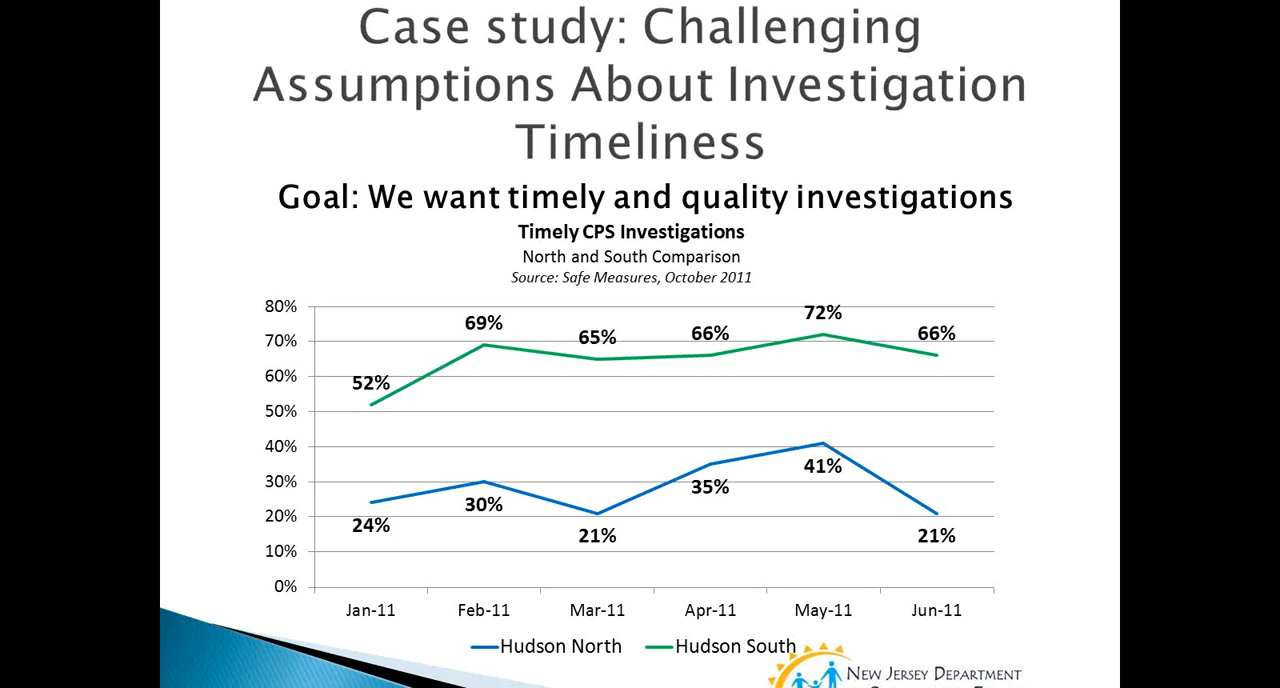 Case study: Challenging
Assumptions About Investigation
Timeliness
Goal: We want timely and quality investigations
Timely CPS Investigations
North and South Comparison
Source: Safe Measures, October 2011
80%
70%
60%
50%
40%
30%
20%
10%
0%
52%
69%
65%
66%
72%
66%
24%
30%
21%
35%
41%
21%
Jan-11 Feb-11 Mar-11 Apr-11 May-11 Jun-11
Hudson North Hudson South
New Jersey Department